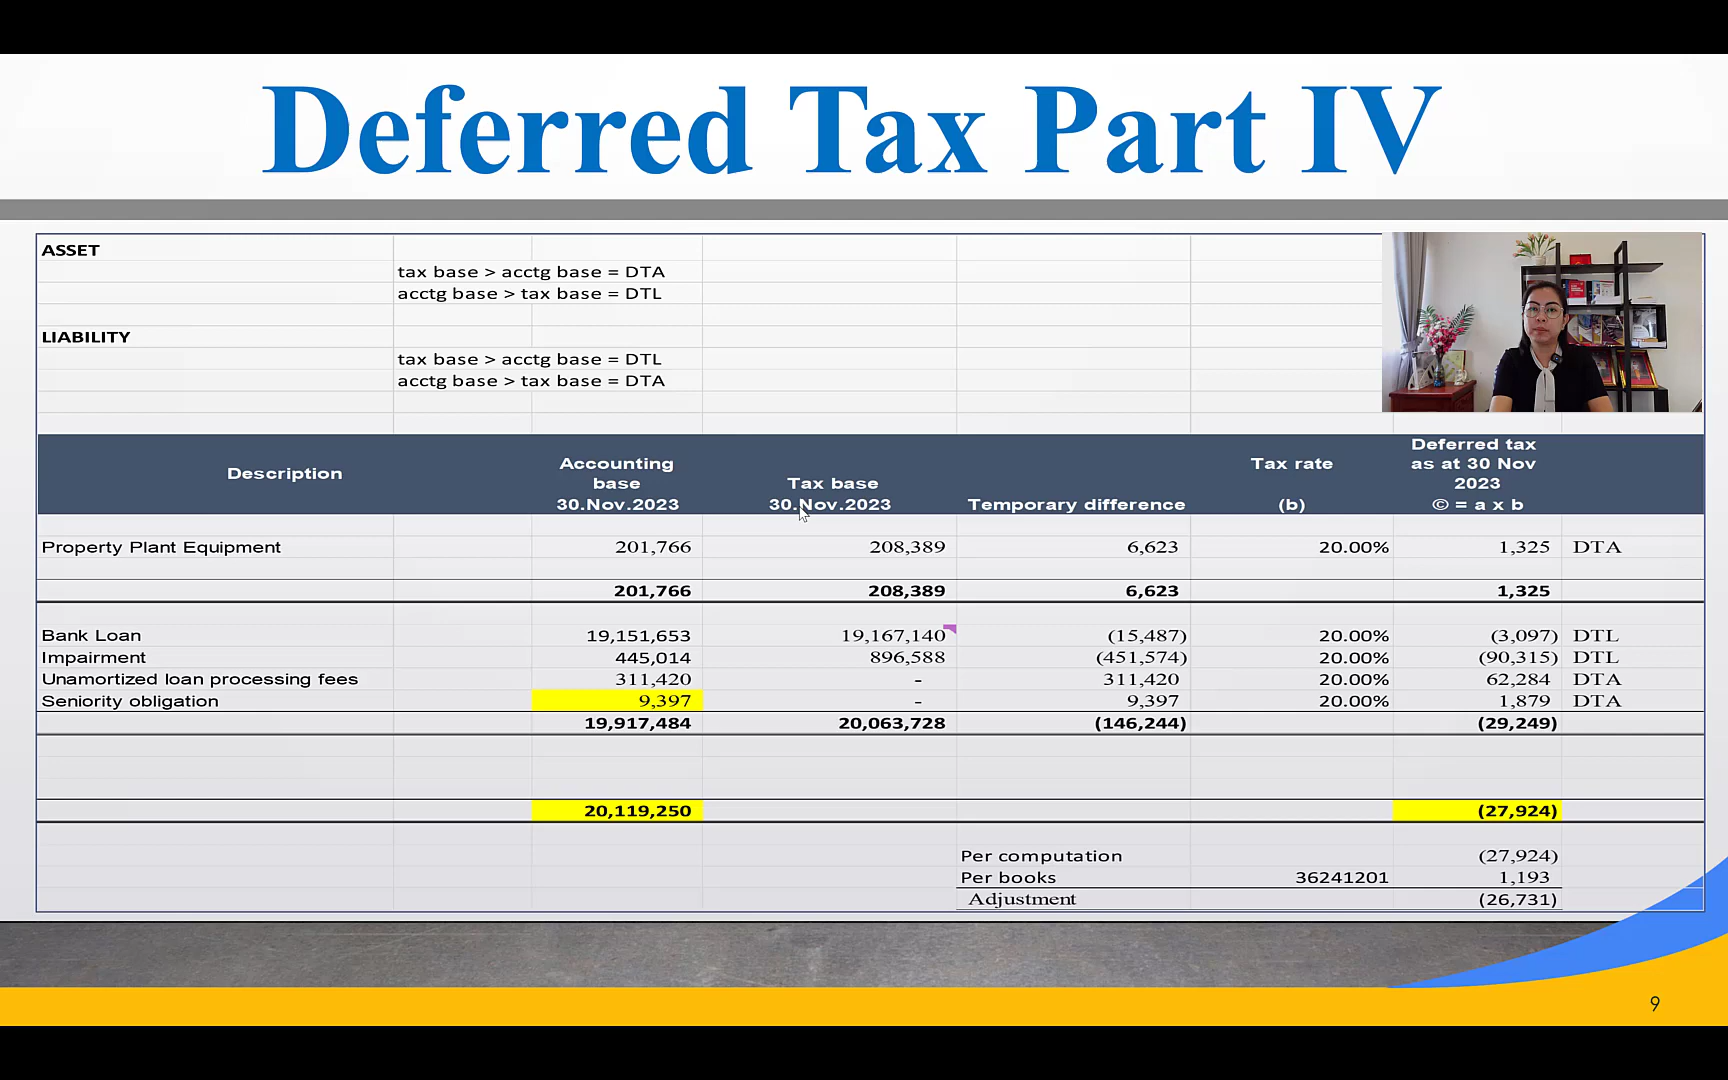 Deferred Tax Part IV
ASSET
tax base > acctg base = DTA
acctg base > tax base = DTL
LIABILITY
tax base > acctg base = DTL
acctg base > tax base = DTA
Description
Accounting
base
30.Nov.2023
Tax base
30.Nov.2023
Temporary difference
Tax rate
(b)
Deferred tax
as at 30 Nov
2023
© = a x b
Property Plant Equipment 201,766 208,389 6,623 20.00% 1,325 DTA
201,766 208,389 6,623 1,325
Bank Loan 19,151,653 19,167,140 (15,487) 20.00% (3,097) DTL
Impairment 445,014 896,588 (451,574) 20.00% (90,315) DTL
Unamortized loan processing fees 311,420 - 311,420 20.00% 62,284 DTA
Seniority obligation 9,397 - 9,397 20.00% 1,879 DTA
19,917,484 20,063,728 (146,244) (29,249)
20,119,250 (27,924)
Per computation (27,924)
Per books 36241201 1,193
Adjustment (26,731)
9